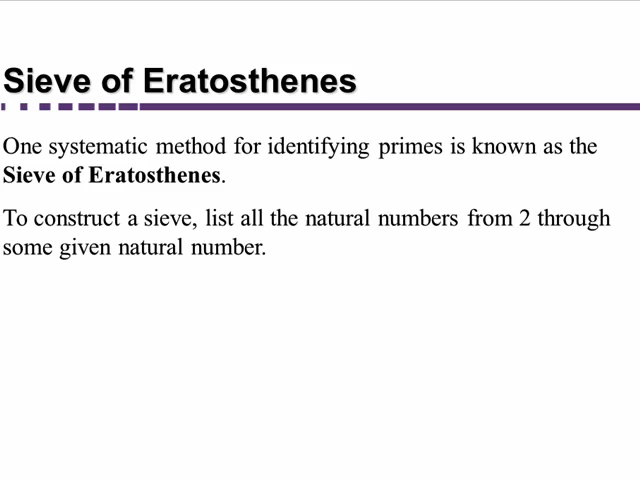 Sieve of Eratosthenes
One systematic method for identifying primes is known as the
Sieve of Eratosthenes.
To construct a sieve, list all the natural numbers from 2 through
some given natural number.